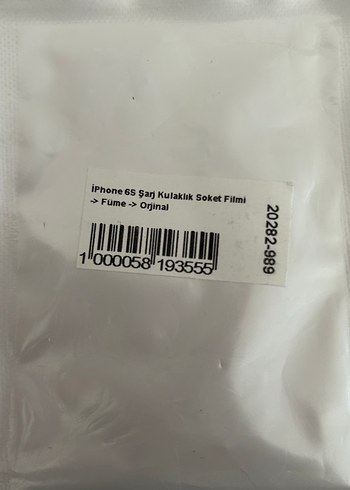 İPhone 6S Şarj Kulaklık Soket Filmi
-> Füme -> Orjinal
1 000058 193555
20282-989